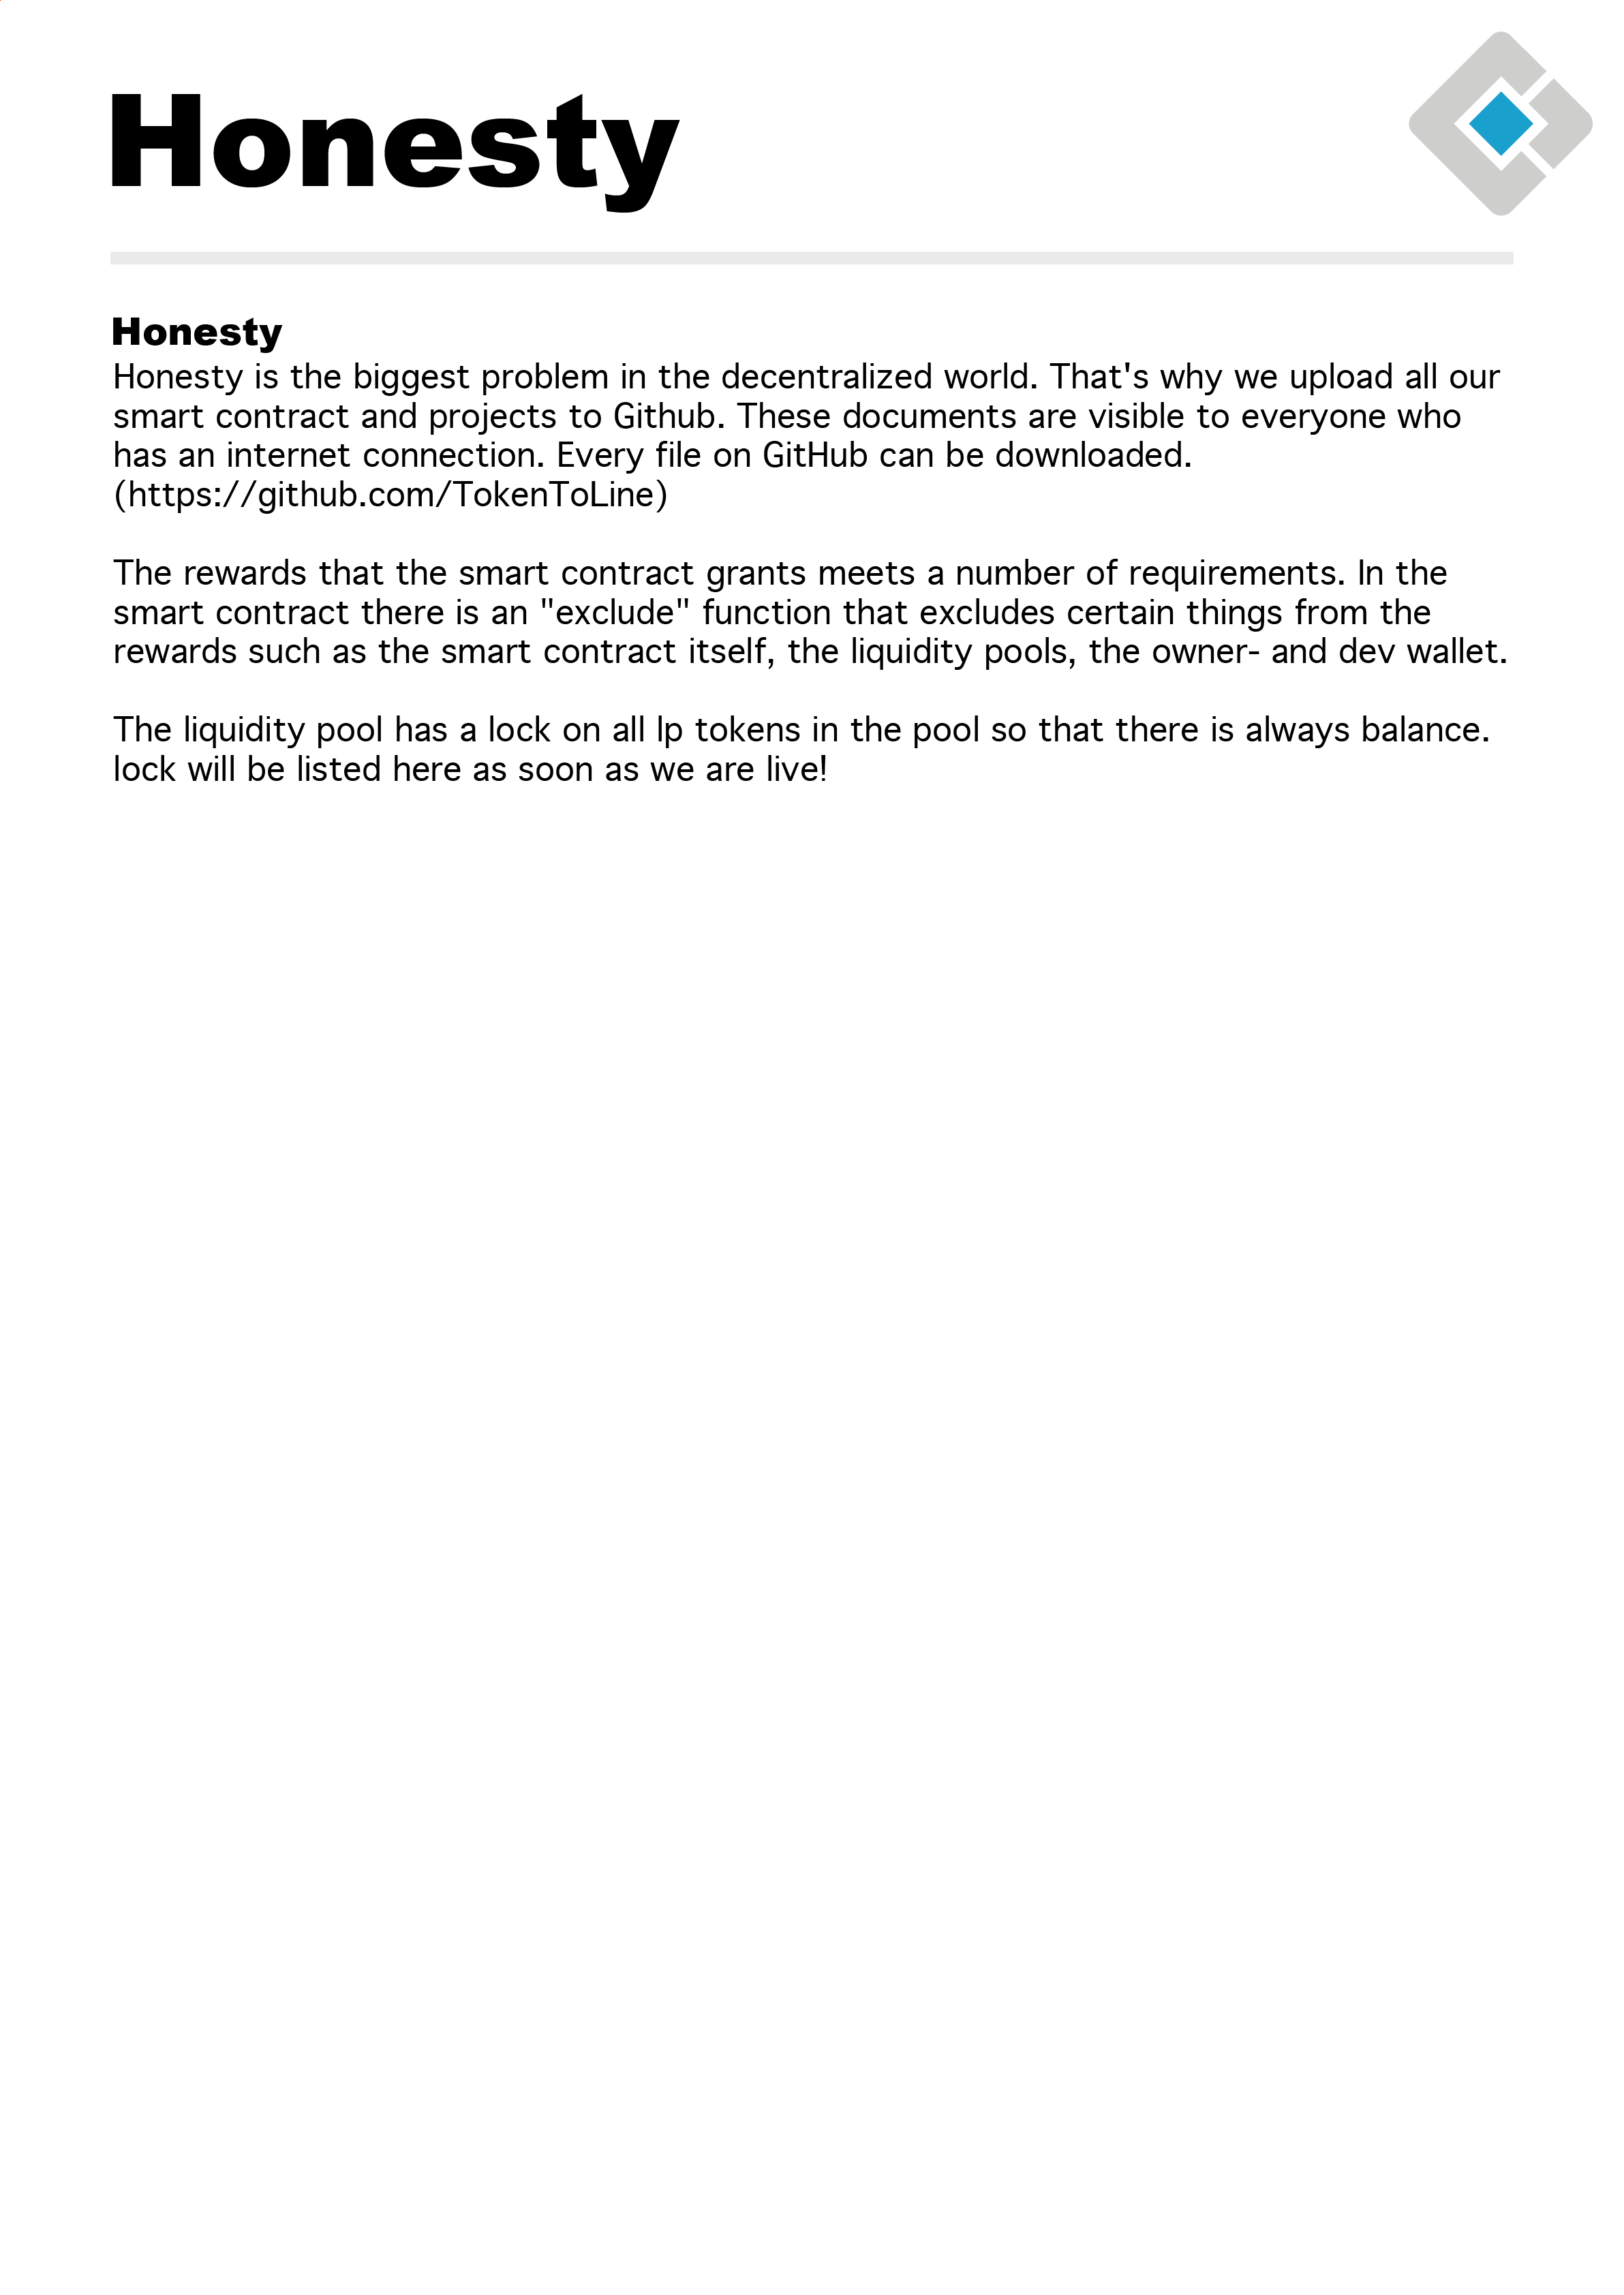 Honesty
Honesty
Honesty is the biggest problem in the decentralized world. That's why we upload all our
smart contract and projects to Github. These documents are visible to everyone who
has an internet connection. Every file on GitHub can be downloaded.
(https://github.com/TokenToLine)
The rewards that the smart contract grants meets a number of requirements. In the
smart contract there is an "exclude" function that excludes certain things from the
rewards such as the smart contract itself, the liquidity pools, the owner- and dev wallet.
The liquidity pool has a lock on all lp tokens in the pool so that there is always balance.
lock will be listed here as soon as we are live!